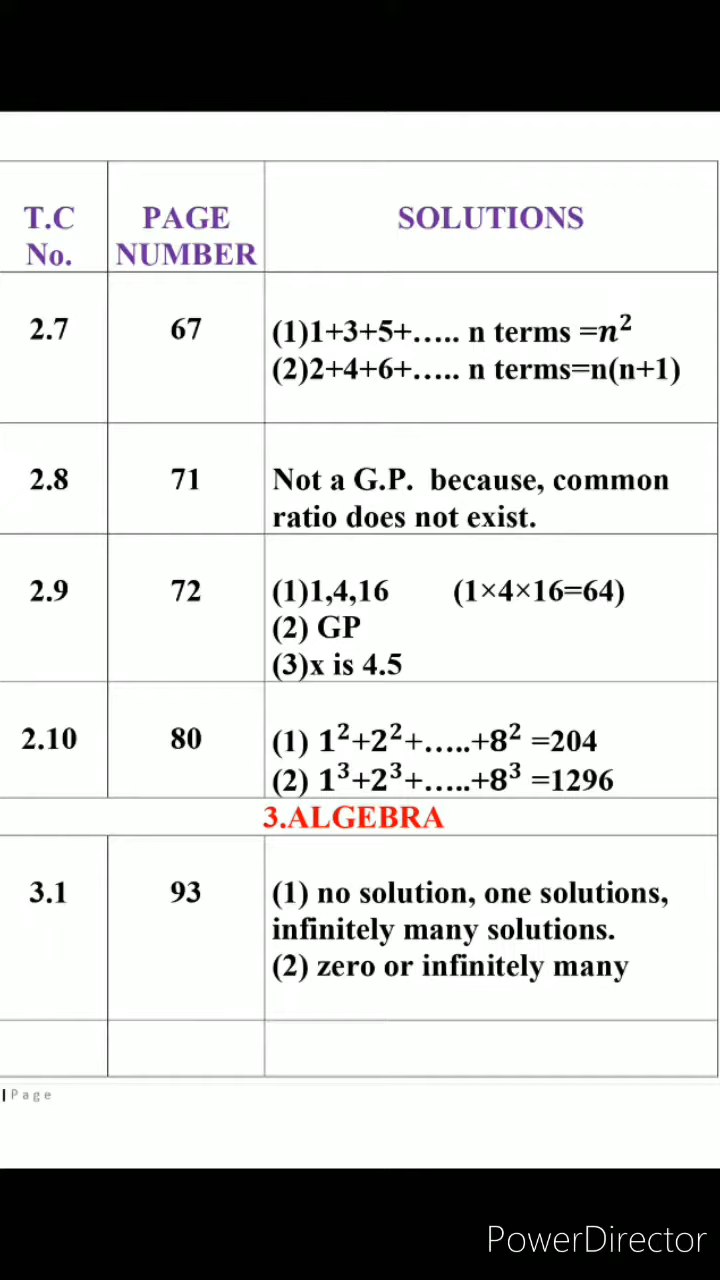 T.C No.
PAGE NUMBER
SOLUTIONS
2.7
67
(1)1+3+5+..... n terms =n²
(2)2+4+6+..... n terms=n(n+1)
2.8
71
Not a G.P. because, common
ratio does not exist.
2.9
72
(1)1,4,16 (1×4×16=64)
(2) GP
(3)x is 4.5
2.10
80
(1) 1²+2²+.....+8² =204
(2) 1³+2³+.....+8³ =1296
3.ALGEBRA
3.1
93
(1) no solution, one solutions,
infinitely many solutions.
(2) zero or infinitely many
| Page
PowerDirector